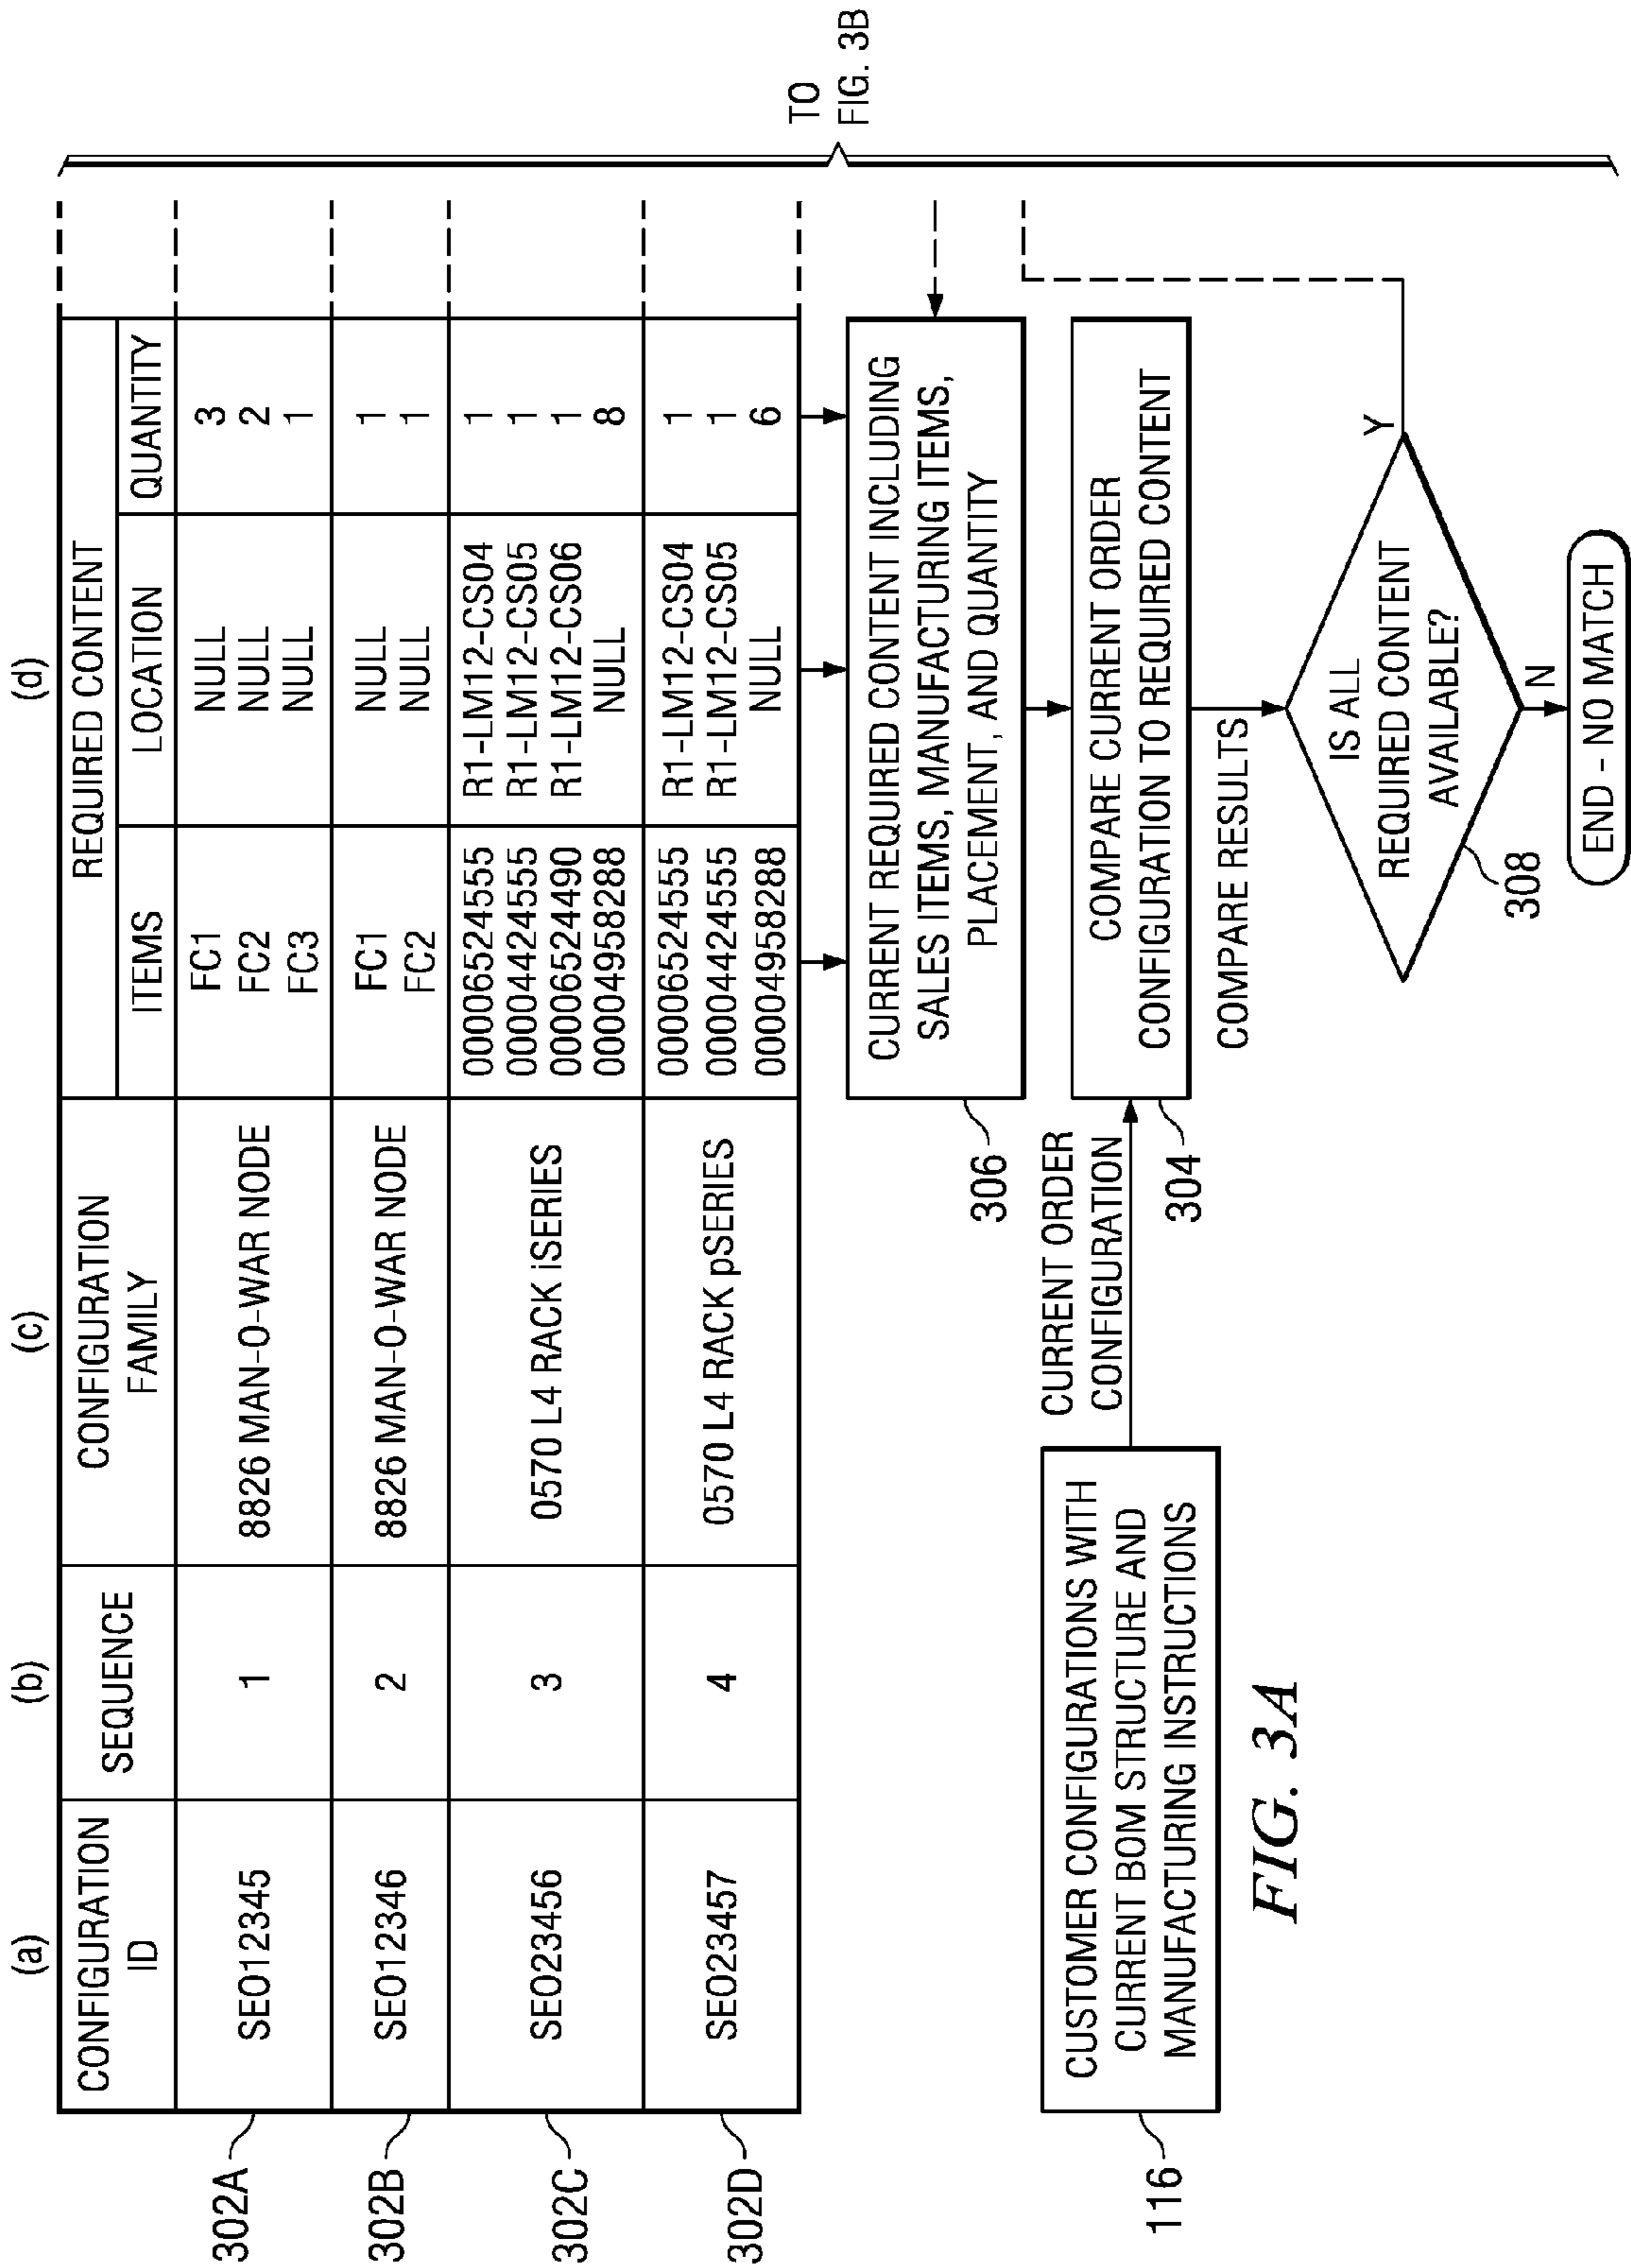 (a)
(b)
(c)
(d)
CONFIGURATION
ID
SEQUENCE
CONFIGURATION
FAMILY
REQUIRED CONTENT
ITEMS
LOCATION
QUANTITY
302A
SEO12345
1
8826 MAN-O-WAR NODE
FC1 NULL 3
FC2 NULL 2
FC3 NULL 1
302B
SEO12346
2
8826 MAN-O-WAR NODE
FC1 NULL 1
FC2 NULL 1
302C
SEO23456
3
0570 L4 RACK iSERIES
00006524555 R1-LM12-CS04 1
00004424555 R1-LM12-CS05 1
00006524490 R1-LM12-CS06 1
00004958288 NULL 8
302D
SEO23457
4
0570 L4 RACK pSERIES
00006524555 R1-LM12-CS04 1
00004424555 R1-LM12-CS05 1
00004958288 NULL 6
TO
FIG. 3B
CURRENT REQUIRED CONTENT INCLUDING
SALES ITEMS, MANUFACTURING ITEMS,
PLACEMENT, AND QUANTITY
306
116
CUSTOMER CONFIGURATIONS WITH
CURRENT BOM STRUCTURE AND
MANUFACTURING INSTRUCTIONS
CURRENT ORDER
CONFIGURATION
COMPARE CURRENT ORDER
CONFIGURATION TO REQUIRED CONTENT
304
COMPARE RESULTS
IS ALL
REQUIRED CONTENT
AVAILABLE?
308
Y
N
END - NO MATCH
FIG. 3A